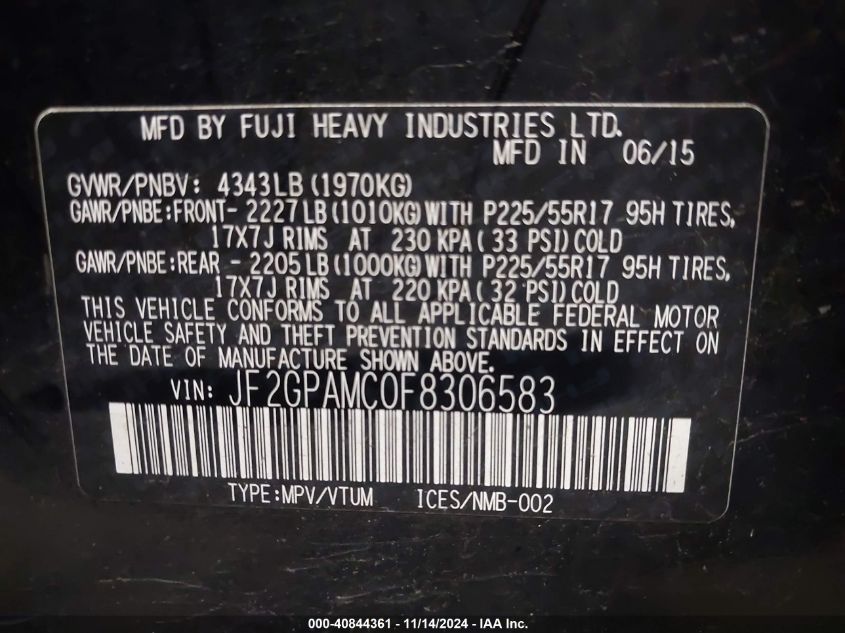 MFD BY FUJI HEAVY INDUSTRIES LTD.
MFD IN 06/15
GVWR/PNBV: 4343LB (1970KG)
GAWR/PNBE:FRONT- 2227LB (1010KG) WITH P225/55R17 95H TIRES,
17X7J RIMS AT 230 KPA( 33 PSI)COLD
GAWR/PNBE:REAR - 2205LB (1000KG) WITH P225/55R17 95H TIRES,
17X7J RIMS AT 220 KPA( 32 PSI)COLD
THIS VEHICLE CONFORMS TO ALL APPLICABLE FEDERAL MOTOR
VEHICLE SAFETY AND THEFT PREVENTION STANDARDS IN EFFECT ON
THE DATE OF MANUFACTURE SHOWN ABOVE.
VIN: JF2GPAMC0F8306583
TYPE:MPV/VTUM ICES/NMB-002
000-40844361 - 11/14/2024 - IAA Inc.